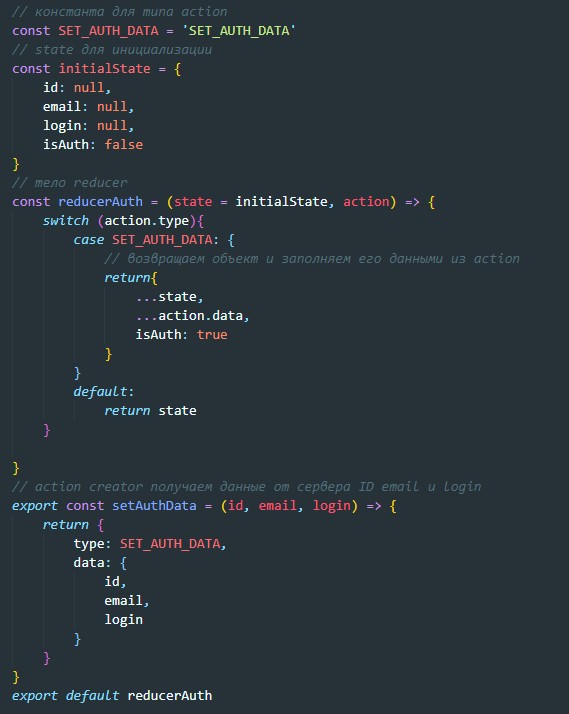 // константа для типа action
const SET_AUTH_DATA = 'SET_AUTH_DATA'
// state для инициализации
const initialState = {
    id: null,
    email: null,
    login: null,
    isAuth: false
}
// тело reducer
const reducerAuth = (state = initialState, action) => {
    switch (action.type){
        case SET_AUTH_DATA: {
            // возвращаем объект и заполняем его данными из action
            return{
                ...state,
                ...action.data,
                isAuth: true
            }
        }
        default:
            return state
    }
}
// action creator получаем данные от сервера ID email и login
export const setAuthData = (id, email, login) => {
    return {
        type: SET_AUTH_DATA,
        data: {
            id,
            email,
            login
        }
    }
}
export default reducerAuth